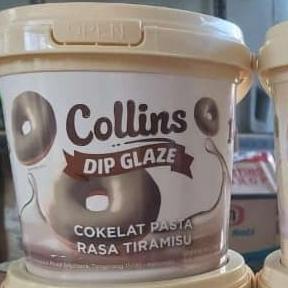 OPEN
Collins
DIP GLAZE
COKELAT PASTA
RASA TIRAMISU